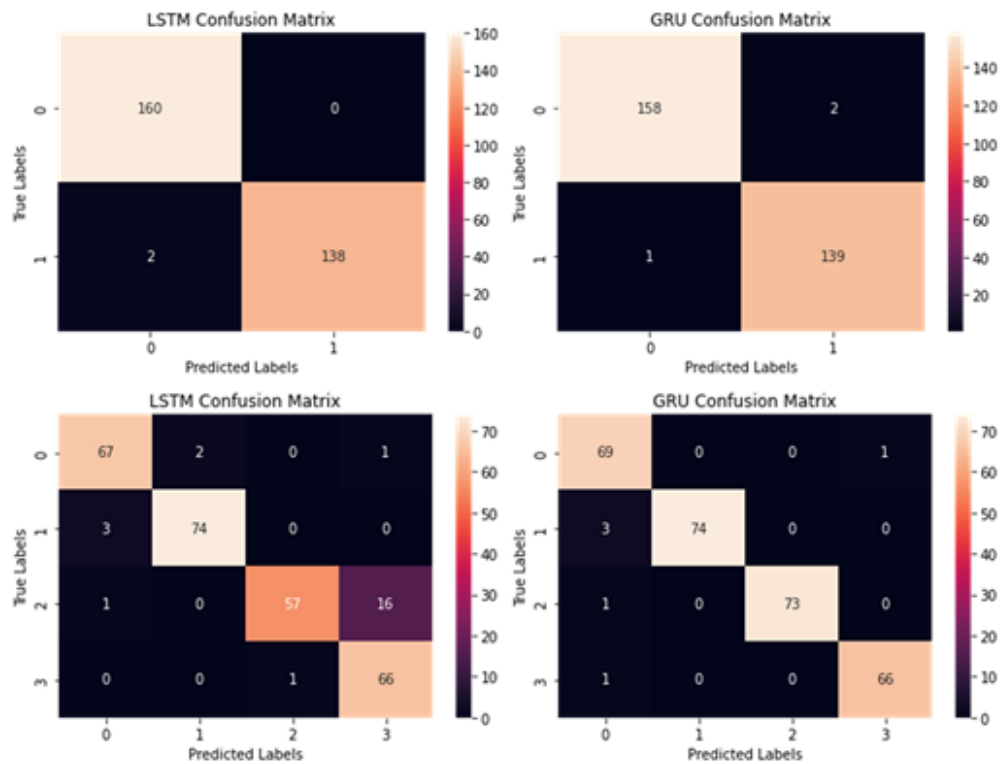 LSTM Confusion Matrix
0 160 0
1 2 138
0 1
True Labels
Predicted Labels
160
140
120
100
80
60
40
20
0
GRU Confusion Matrix
0 158 2
1 1 139
0 1
True Labels
Predicted Labels
140
120
100
80
60
40
20
LSTM Confusion Matrix
0 67 2 0 1
1 3 74 0 0
2 1 0 57 16
3 0 0 1 66
0 1 2 3
True Labels
Predicted Labels
70
60
50
40
30
20
10
0
GRU Confusion Matrix
0 69 0 0 1
1 3 74 0 0
2 1 0 73 0
3 1 0 0 66
0 1 2 3
True Labels
Predicted Labels
70
60
50
40
30
20
10
0